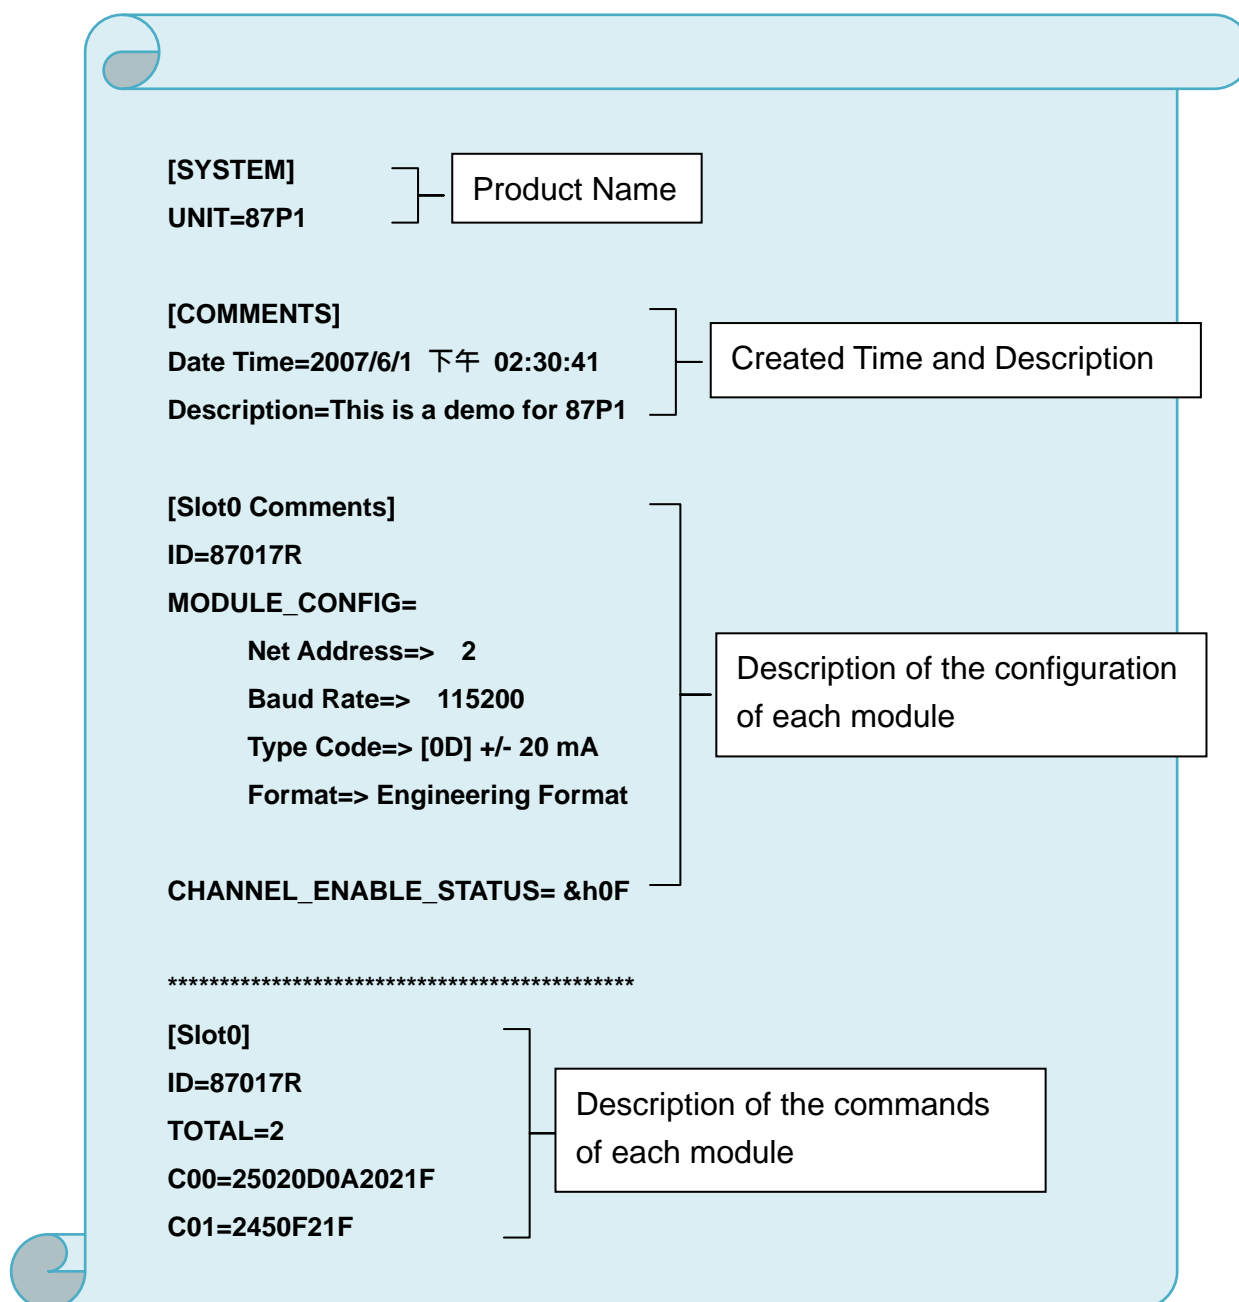 [SYSTEM]
UNIT=87P1
Product Name
[COMMENTS]
Date Time=2007/6/1 下午 02:30:41
Description=This is a demo for 87P1
Created Time and Description
[Slot0 Comments]
ID=87017R
MODULE_CONFIG=
Net Address=> 2
Baud Rate=> 115200
Type Code=> [0D] +/- 20 mA
Format=> Engineering Format
CHANNEL_ENABLE_STATUS= &h0F
Description of the configuration
of each module
*********************************************
[Slot0]
ID=87017R
TOTAL=2
C00=25020D0A2021F
C01=2450F21F
Description of the commands
of each module